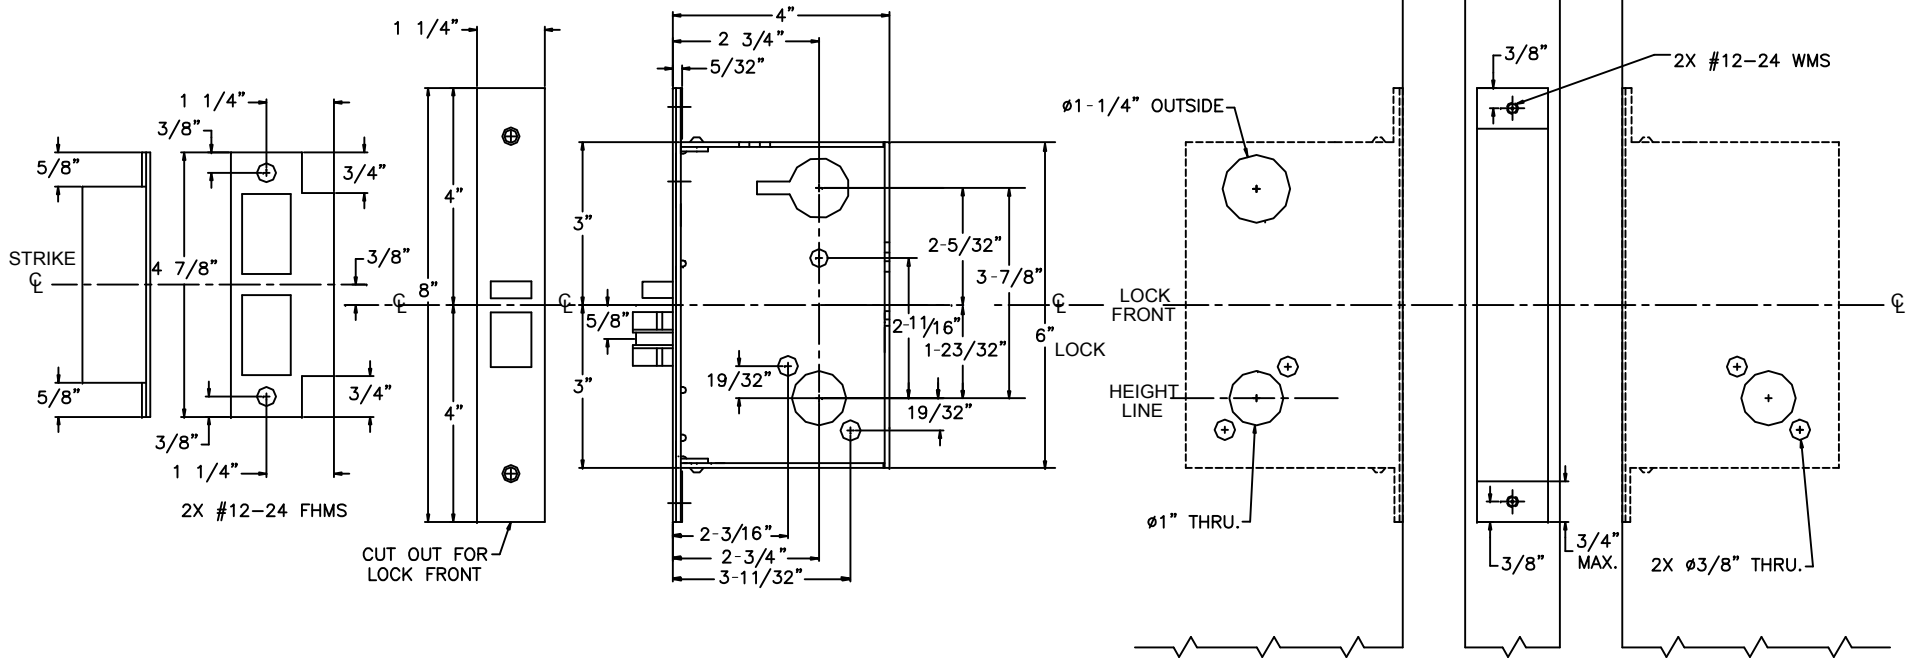 1 1/4"
3/8"
5/8"
3/4"
STRIKE
℄
4 7/8"
3/8"
5/8"
3/4"
3/8"
1 1/4"
2X #12-24 FHMS
1 1/4"
4"
8"
℄
℄
4"
CUT OUT FOR
LOCK FRONT
4"
2 3/4"
5/32"
3"
2-5/32"
3-7/8"
5/8"
2-11/16"
1-23/32"
6"
℄
LOCK
3"
19/32"
19/32"
2-3/16"
2-3/4"
3-11/32"
ø1-1/4" OUTSIDE
LOCK
FRONT
HEIGHT
LINE
ø1" THRU.
3/8"
2X #12-24 WMS
℄
3/8"
3/4"
MAX.
2X ø3/8" THRU.